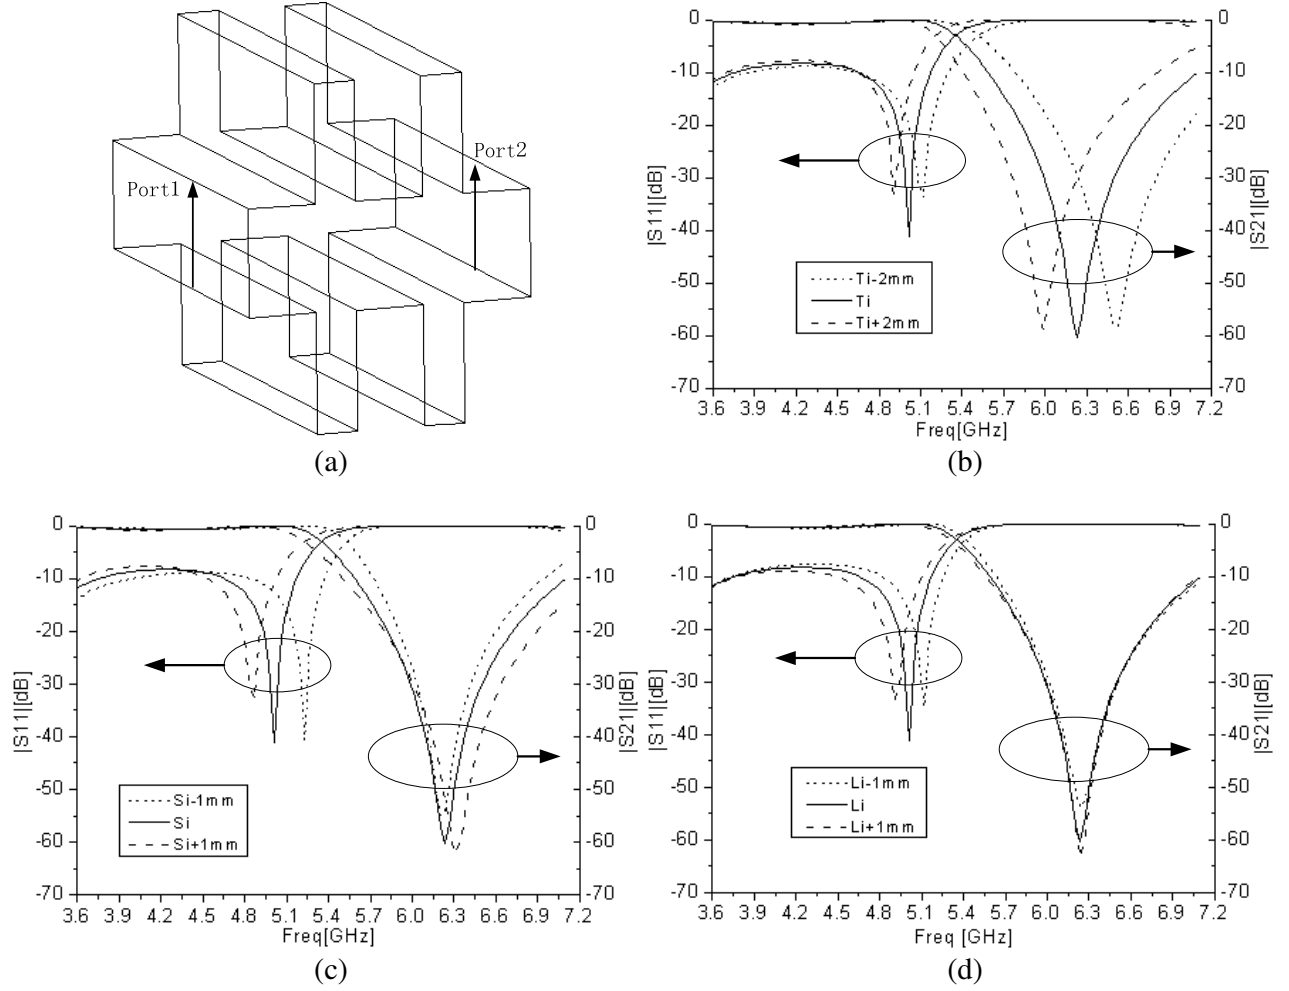 Port1
Port2
(a)
0
-10
-20
-30
-40
-50
-60
-70
|S11|[dB]
3.6 3.9 4.2 4.5 4.8 5.1 5.4 5.7 6.0 6.3 6.6 6.9 7.2
Freq[GHz]
0
-10
-20
-30
-40
-50
-60
-70
|S21|[dB]
Ti-2mm
Ti
Ti+2mm
(b)
0
-10
-20
-30
-40
-50
-60
-70
|S11|[dB]
3.6 3.9 4.2 4.5 4.8 5.1 5.4 5.7 6.0 6.3 6.6 6.9 7.2
Freq[GHz]
0
-10
-20
-30
-40
-50
-60
-70
|S21|[dB]
Si-1mm
Si
Si+1mm
(c)
0
-10
-20
-30
-40
-50
-60
-70
|S11|[dB]
3.6 3.9 4.2 4.5 4.8 5.1 5.4 5.7 6.0 6.3 6.6 6.9 7.2
Freq [GHz]
0
-10
-20
-30
-40
-50
-60
-70
|S21|[dB]
Li-1mm
Li
Li+1mm
(d)